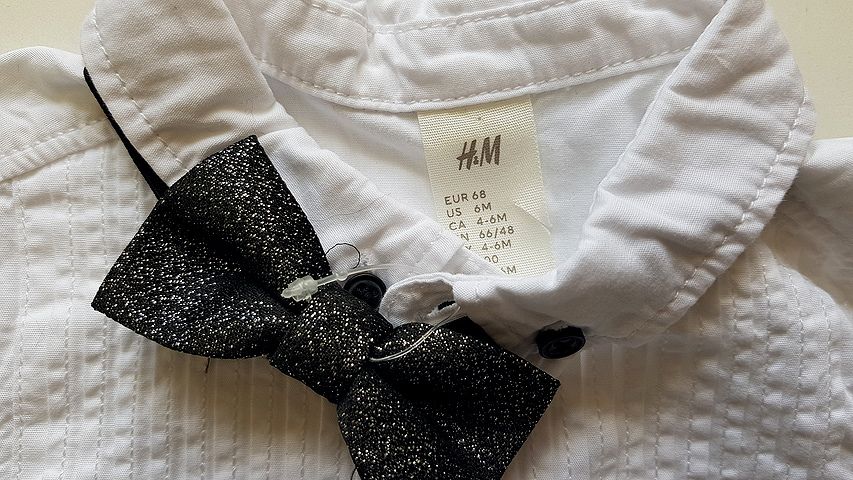 H&M
EUR 68
US 6M
CA 4-6M
66/48
4-6M